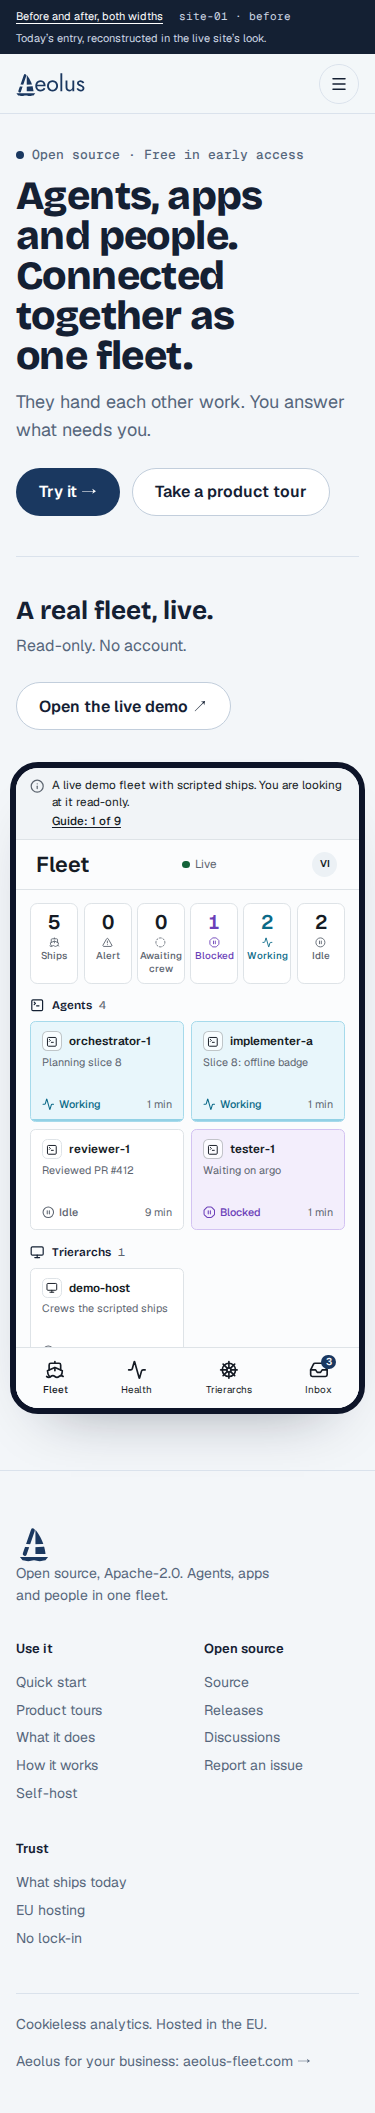 Before and after, both widths site-01 · before
Today's entry, reconstructed in the live site's look.
Aeolus
Open source · Free in early access
Agents, apps
and people.
Connected
together as
one fleet.
They hand each other work. You answer
what needs you.
Try it →
Take a product tour
A real fleet, live.
Read-only. No account.
Open the live demo ↗
A live demo fleet with scripted ships. You are looking
at it read-only.
Guide: 1 of 9
Fleet
Live
VI
5
Ships
0
Alert
0
Awaiting
crew
1
Blocked
2
Working
2
Idle
Agents 4
orchestrator-1
Planning slice 8
Working 1 min
implementer-a
Slice 8: offline badge
Working 1 min
reviewer-1
Reviewed PR #412
Idle 9 min
tester-1
Waiting on argo
Blocked 1 min
Trierarchs 1
demo-host
Crews the scripted ships
Fleet
Health
Trierarchs
3
Inbox
Open source, Apache-2.0. Agents, apps
and people in one fleet.
Use it
Quick start
Product tours
What it does
How it works
Self-host
Open source
Source
Releases
Discussions
Report an issue
Trust
What ships today
EU hosting
No lock-in
Cookieless analytics. Hosted in the EU.
Aeolus for your business: aeolus-fleet.com →